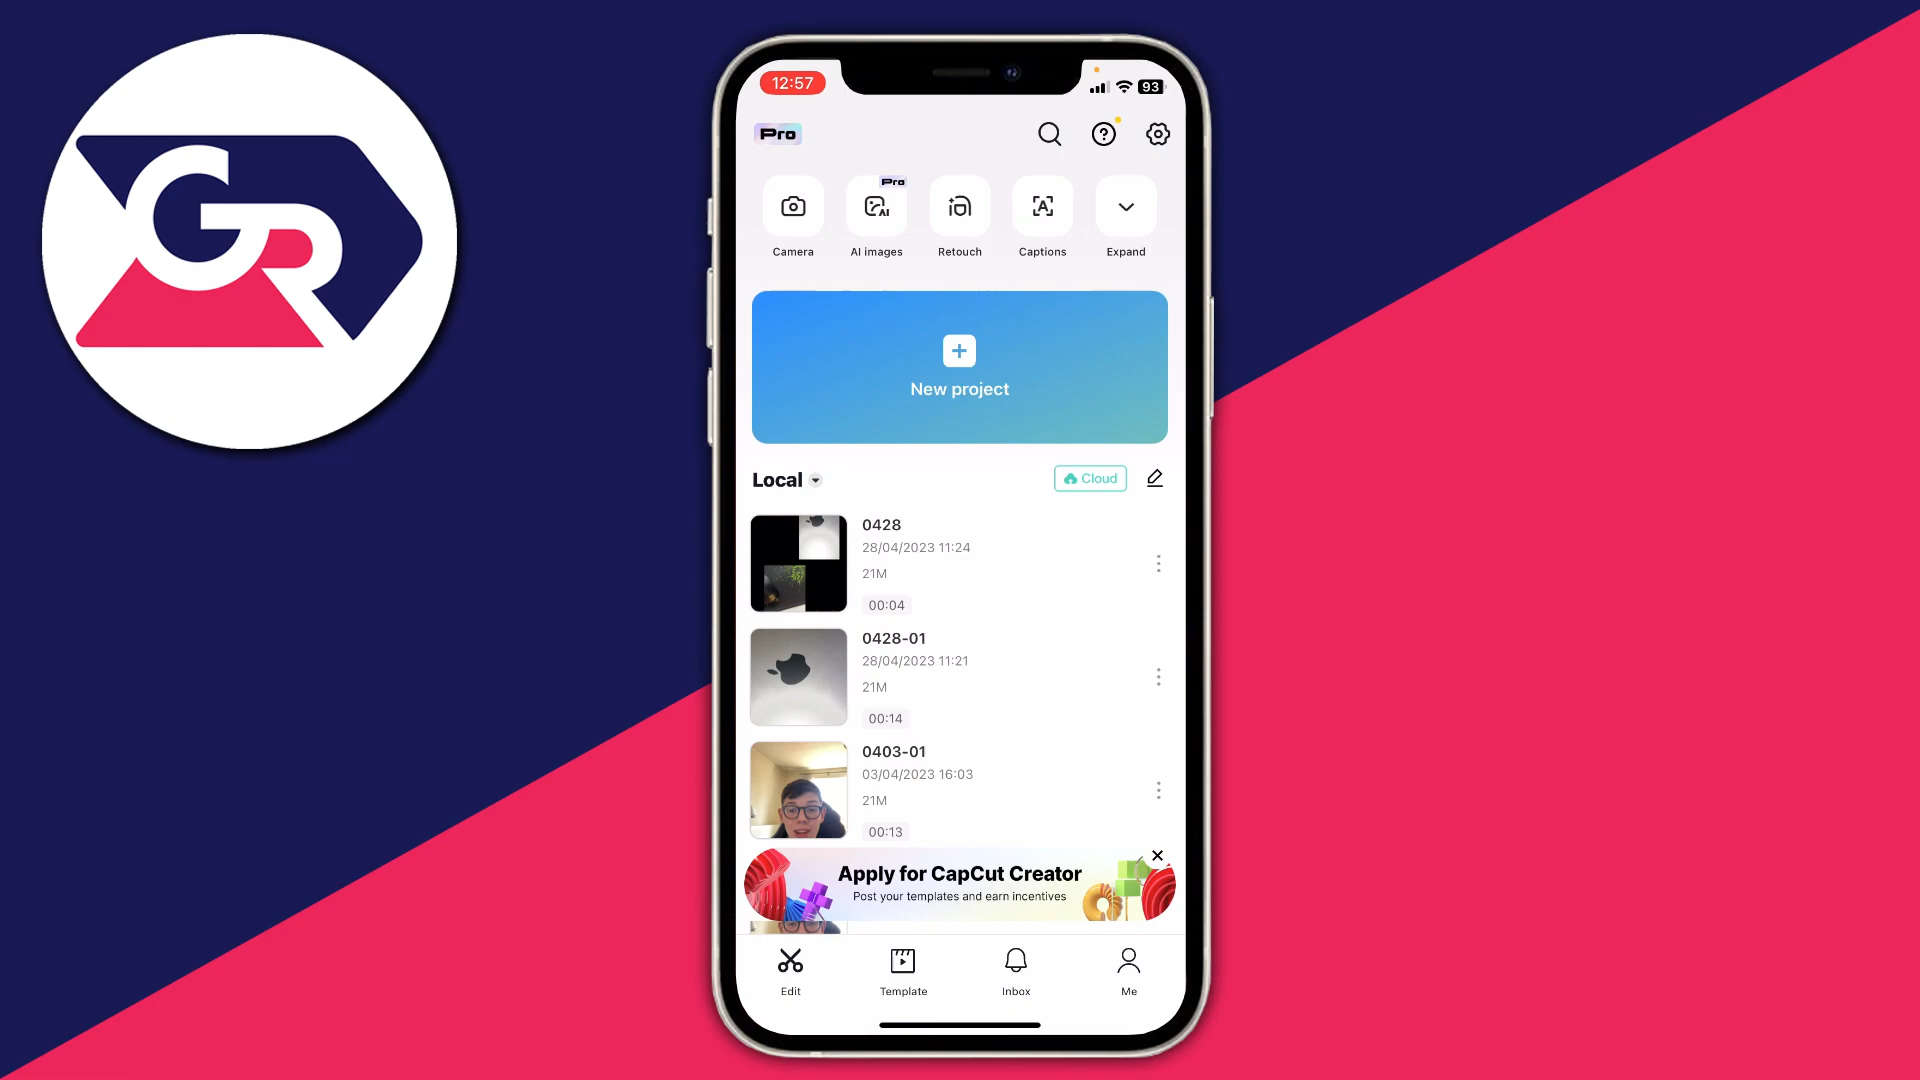 GR
12:57
93
Pro
Pro
Camera
AI images
Retouch
Captions
Expand
New project
Local
Cloud
0428
28/04/2023 11:24
21M
00:04
0428-01
28/04/2023 11:21
21M
00:14
0403-01
03/04/2023 16:03
21M
00:13
Apply for CapCut Creator
Post your templates and earn incentives
Edit
Template
Inbox
Me